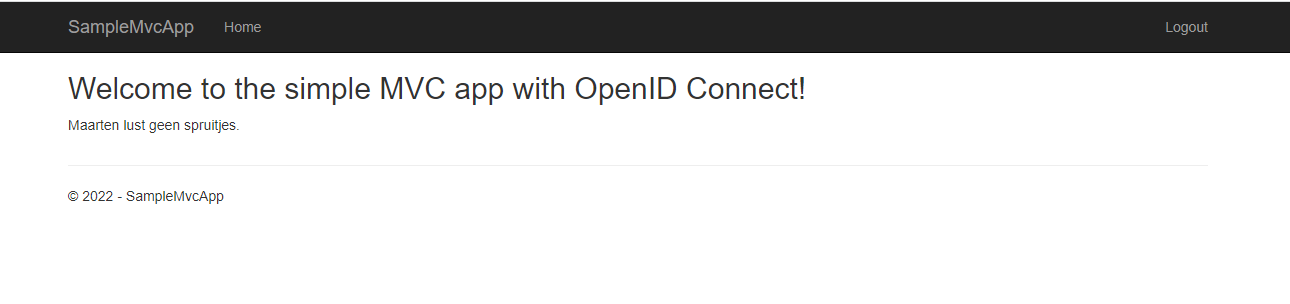 SampleMvcApp Home Logout
Welcome to the simple MVC app with OpenID Connect!
Maarten lust geen spruitjes.
© 2022 - SampleMvcApp